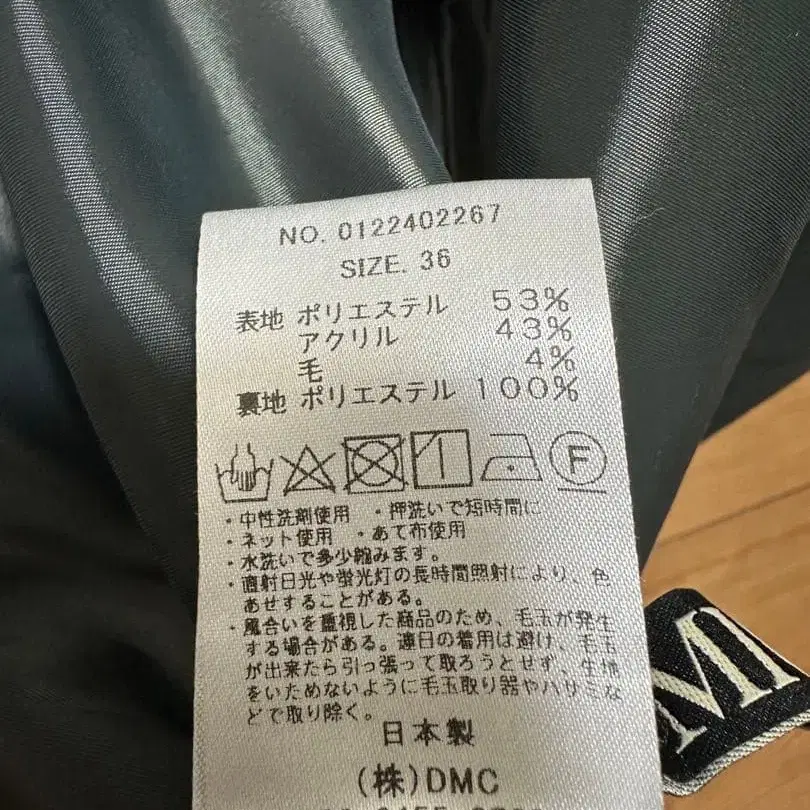 NO. 0122402267
SIZE. 36
表地 ポリエステル 53%
アクリル 43%
毛 4%
裏地 ポリエステル 100%
F
・中性洗剤使用 ・押洗いで短時間に
・ネット使用 ・あて布使用
・水洗いで多少縮みます。
・直射日光や蛍光灯の長時間照射により、色
あせすることがある。
・風合いを重視した商品のため、毛玉が発生
する場合がある。連日の着用は避け、毛玉
が出来たら引っ張って取ろうとせず、生地
をいためないように毛玉取り器やハサミな
どで取り除く。
日本製
(株)DMC
MI